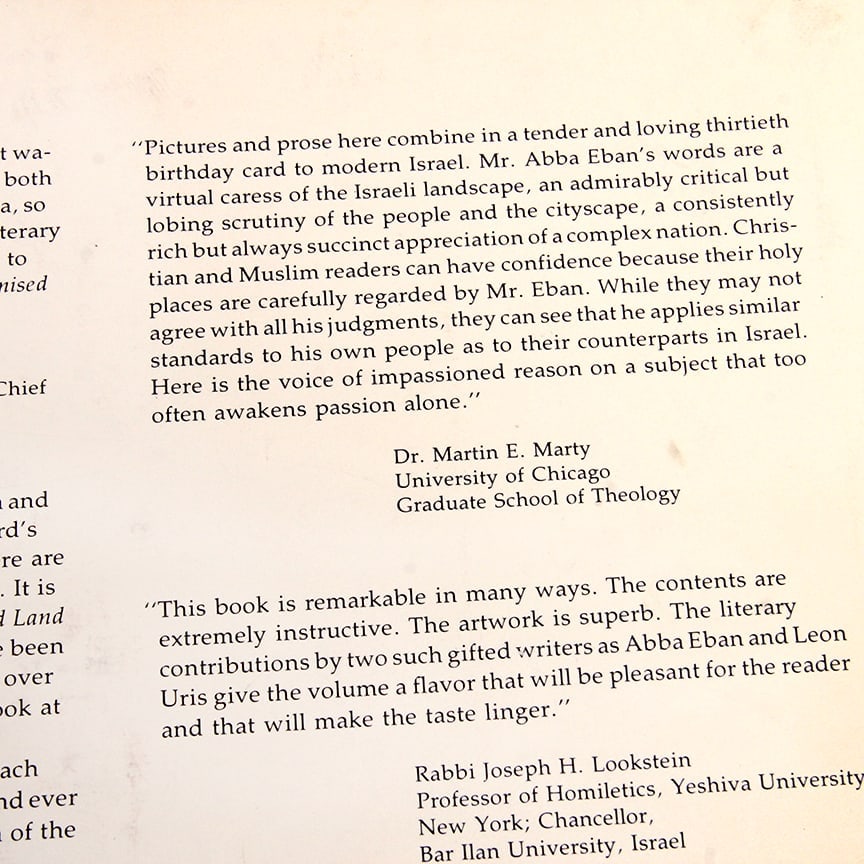 t wa-
both
a, so
terary
to
nised
Chief
and
rd's
re are
. It is
d Land
e been
over
ook at
ach
nd ever
of the
“Pictures and prose here combine in a tender and loving thirtieth
birthday card to modern Israel. Mr. Abba Eban's words are a
virtual caress of the Israeli landscape, an admirably critical but
lobing scrutiny of the people and the cityscape, a consistently
rich but always succinct appreciation of a complex nation. Chris-
tian and Muslim readers can have confidence because their holy
places are carefully regarded by Mr. Eban. While they may not
agree with all his judgments, they can see that he applies similar
standards to his own people as to their counterparts in Israel.
Here is the voice of impassioned reason on a subject that too
often awakens passion alone.”
Dr. Martin E. Marty
University of Chicago
Graduate School of Theology
“This book is remarkable in many ways. The contents are
extremely instructive. The artwork is superb. The literary
contributions by two such gifted writers as Abba Eban and Leon
Uris give the volume a flavor that will be pleasant for the reader
and that will make the taste linger.”
Rabbi Joseph H. Lookstein
Professor of Homiletics, Yeshiva University
New York; Chancellor,
Bar Ilan University, Israel